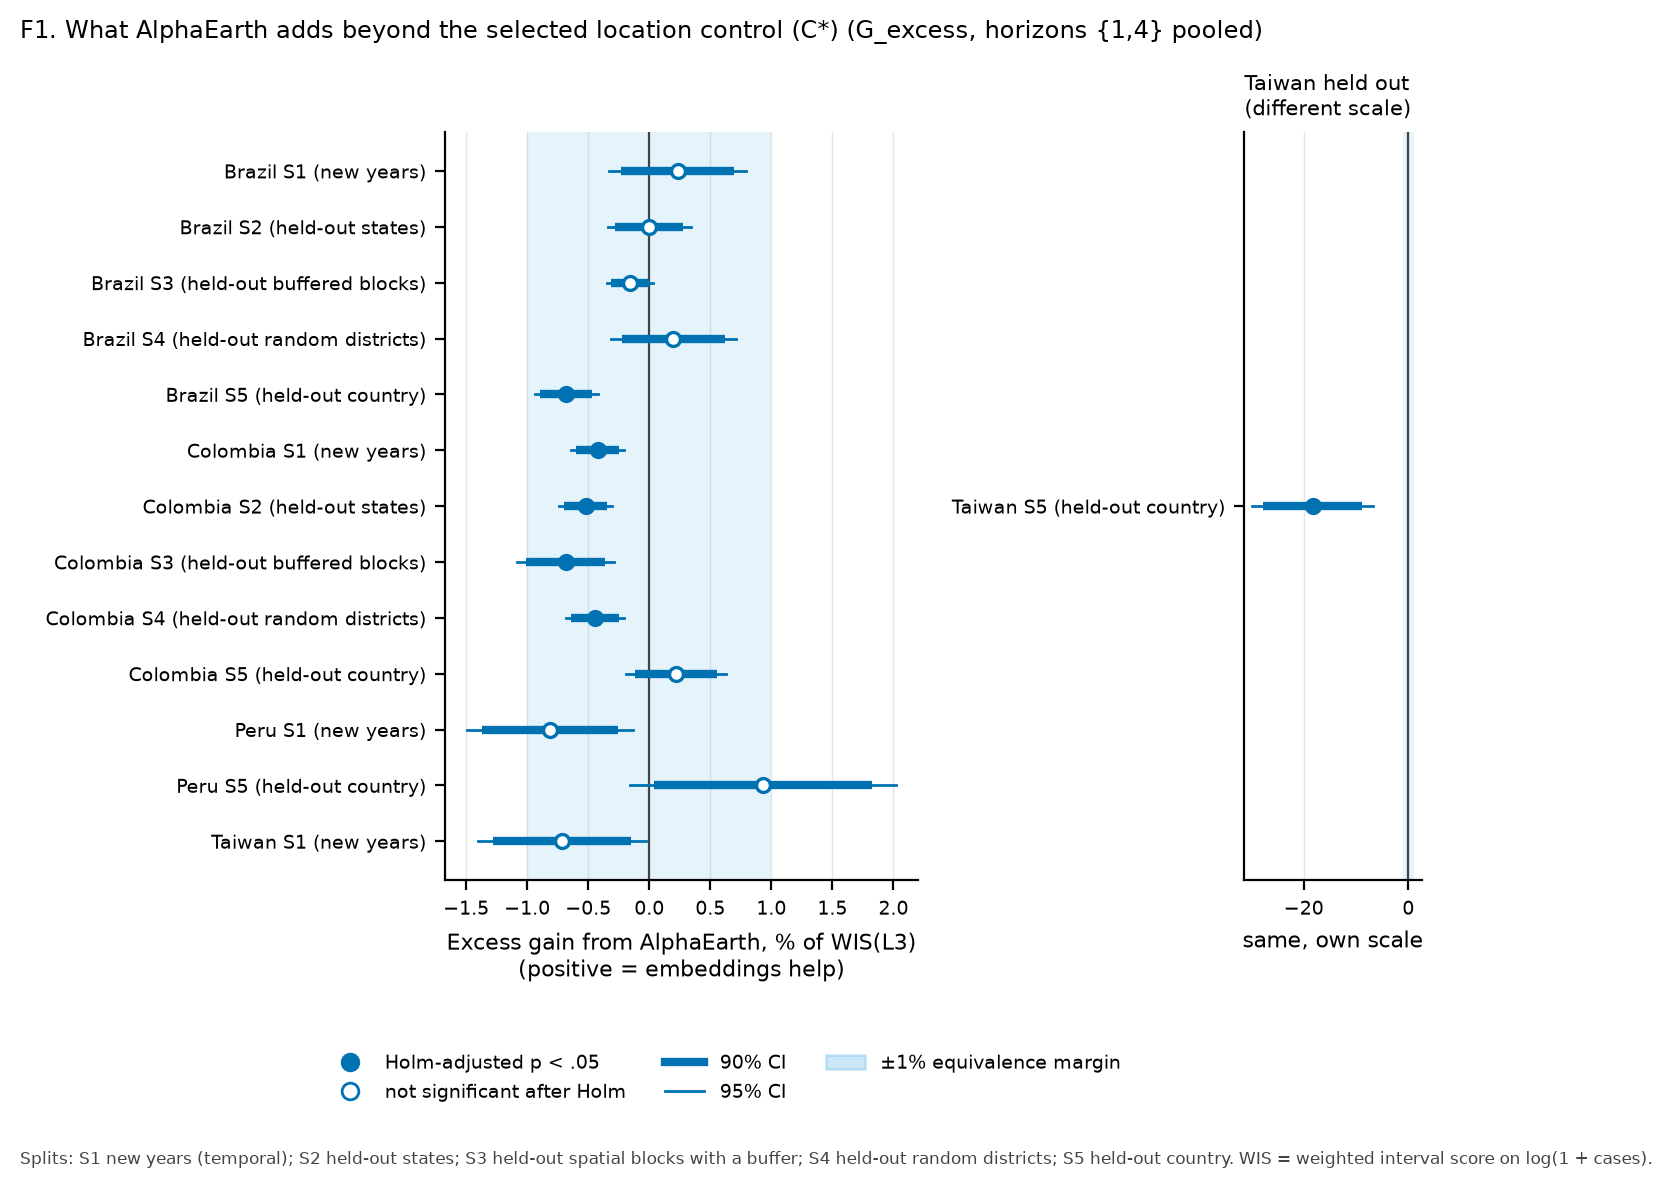 F1. What AlphaEarth adds beyond the selected location control (C*) (G_excess, horizons {1,4} pooled)
Taiwan held out
(different scale)
Brazil S1 (new years)
Brazil S2 (held-out states)
Brazil S3 (held-out buffered blocks)
Brazil S4 (held-out random districts)
Brazil S5 (held-out country)
Colombia S1 (new years)
Colombia S2 (held-out states)
Colombia S3 (held-out buffered blocks)
Colombia S4 (held-out random districts)
Colombia S5 (held-out country)
Peru S1 (new years)
Peru S5 (held-out country)
Taiwan S1 (new years)
−1.5 −1.0 −0.5 0.0 0.5 1.0 1.5 2.0
Excess gain from AlphaEarth, % of WIS(L3)
(positive = embeddings help)
Taiwan S5 (held-out country)
−20 0
same, own scale
Holm-adjusted p < .05
not significant after Holm
90% CI
95% CI
±1% equivalence margin
Splits: S1 new years (temporal); S2 held-out states; S3 held-out spatial blocks with a buffer; S4 held-out random districts; S5 held-out country. WIS = weighted interval score on log(1 + cases).